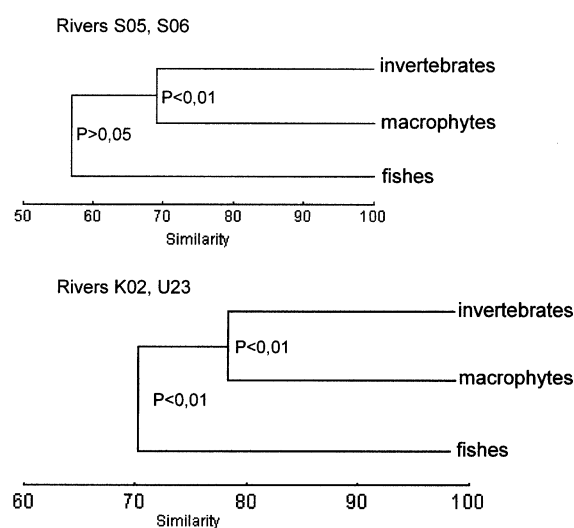 Rivers S05, S06
invertebrates
P<0,01
macrophytes
P>0,05
fishes
50 60 70 80 90 100
Similarity
Rivers K02, U23
invertebrates
P<0,01
macrophytes
P<0,01
fishes
60 70 80 90 100
Similarity